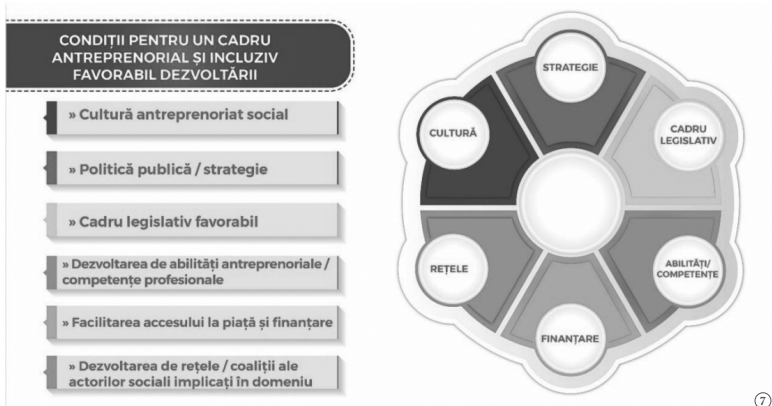 CONDIȚII PENTRU UN CADRU
ANTREPRENORIAL ȘI INCLUZIV
FAVORABIL DEZVOLTĂRII
» Cultură antreprenoriat social
» Politică publică / strategie
» Cadru legislativ favorabil
» Dezvoltarea de abilități antreprenoriale /
competențe profesionale
» Facilitarea accesului la piață și finanțare
» Dezvoltarea de rețele / coaliții ale
actorilor sociali implicați în domeniu
STRATEGIE
CULTURĂ
CADRU
LEGISLATIV
REȚELE
ABILITĂȚI/
COMPETENȚE
FINANȚARE
7